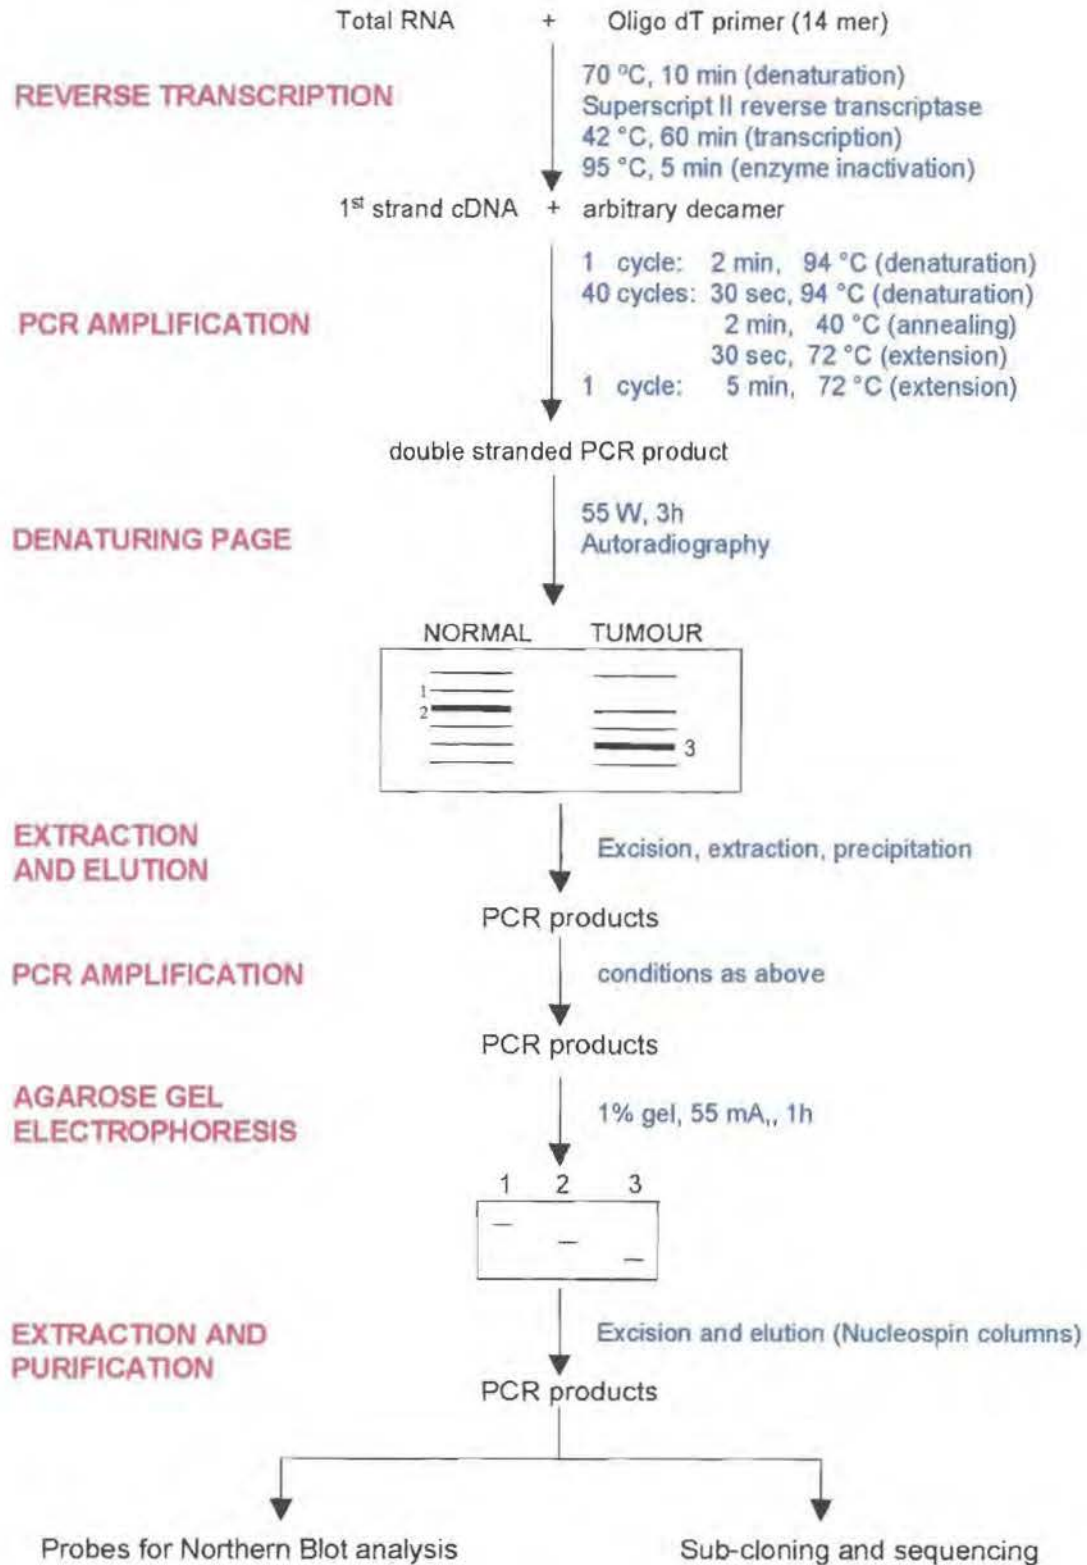 Total RNA + Oligo dT primer (14 mer)
REVERSE TRANSCRIPTION
70 °C, 10 min (denaturation)
Superscript II reverse transcriptase
42 °C, 60 min (transcription)
95 °C, 5 min (enzyme inactivation)
1st strand cDNA + arbitrary decamer
PCR AMPLIFICATION
1 cycle: 2 min, 94 °C (denaturation)
40 cycles: 30 sec, 94 °C (denaturation)
2 min, 40 °C (annealing)
30 sec, 72 °C (extension)
1 cycle: 5 min, 72 °C (extension)
double stranded PCR product
DENATURING PAGE
55 W, 3h
Autoradiography
NORMAL TUMOUR
1
2
3
EXTRACTION
AND ELUTION
Excision, extraction, precipitation
PCR products
PCR AMPLIFICATION
conditions as above
PCR products
AGAROSE GEL
ELECTROPHORESIS
1% gel, 55 mA,, 1h
1 2 3
EXTRACTION AND
PURIFICATION
Excision and elution (Nucleospin columns)
PCR products
Probes for Northern Blot analysis
Sub-cloning and sequencing